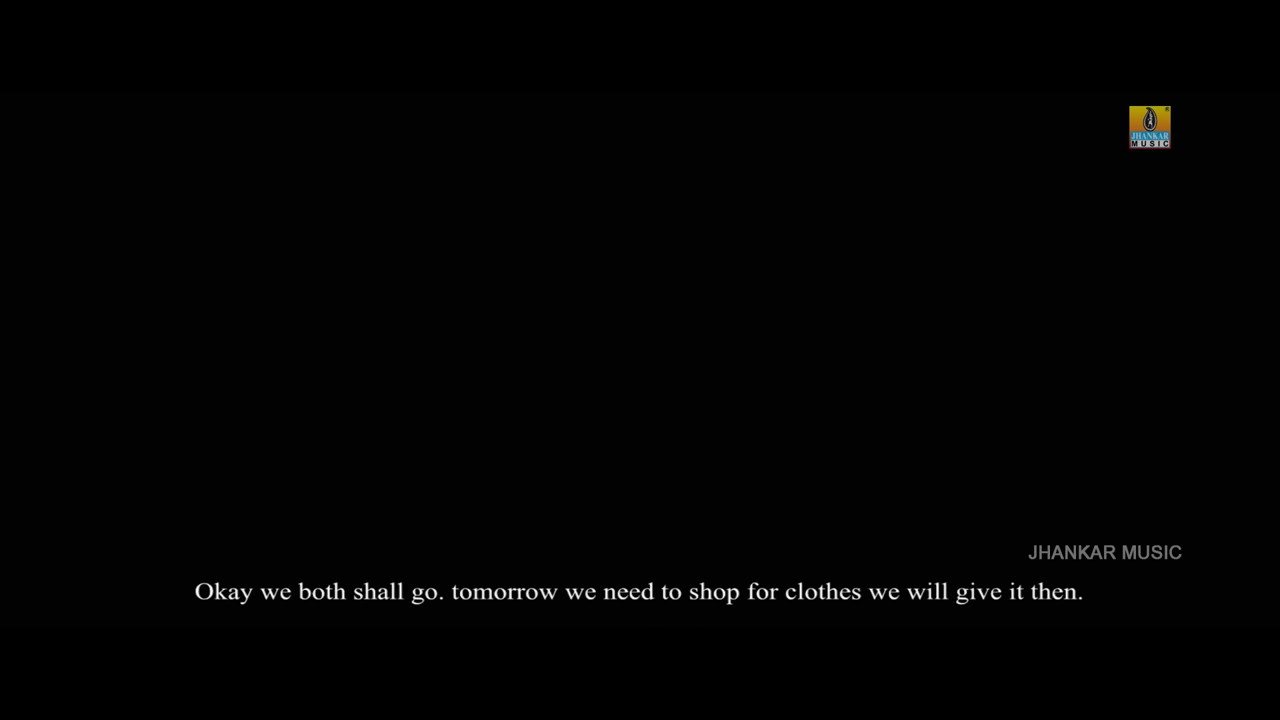 JHANKAR
MUSIC
JHANKAR MUSIC
Okay we both shall go. tomorrow we need to shop for clothes we will give it then.